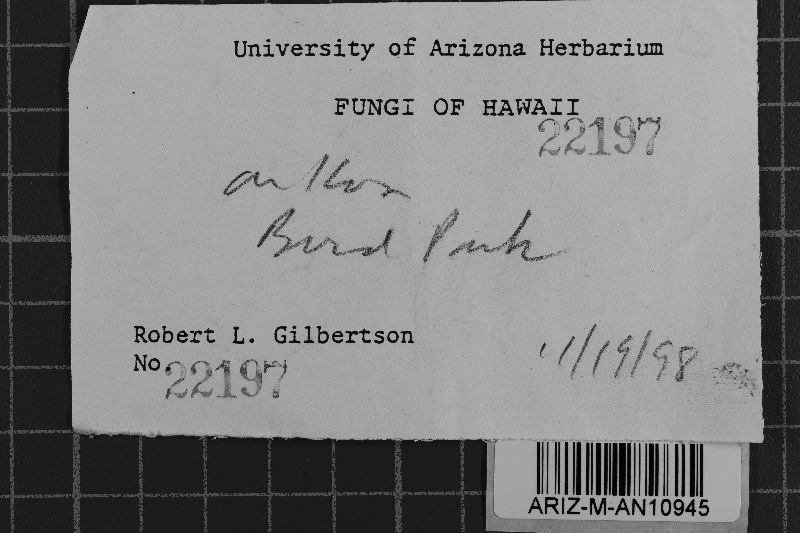 University of Arizona Herbarium
FUNGI OF HAWAII
22197
on Koa
Bird Park
Robert L. Gilbertson
No 22197
11/19/98
ARIZ-M-AN10945